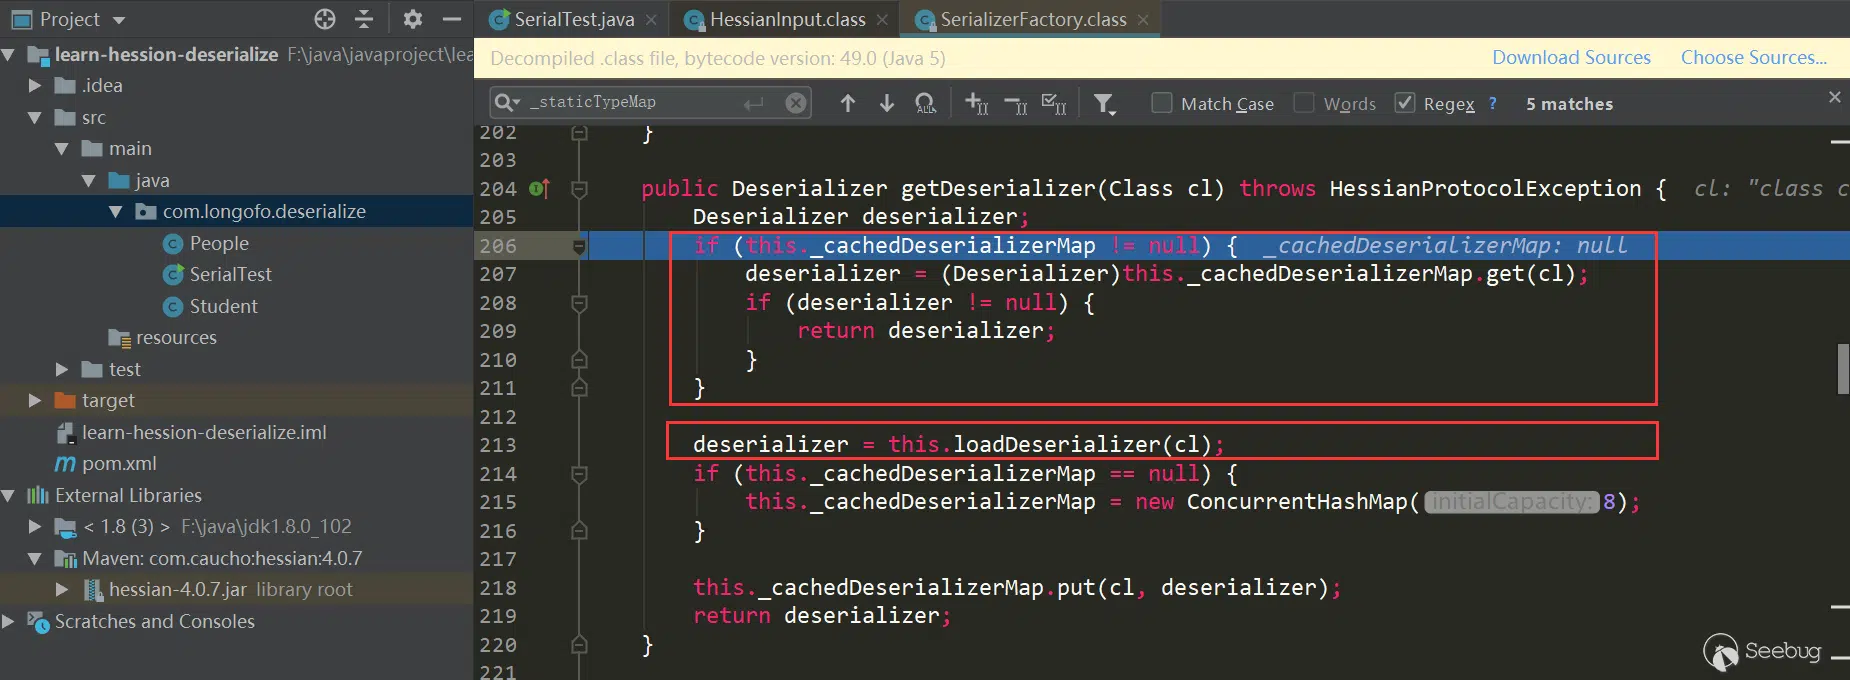 Project
SerialTest.java
HessianInput.class
SerializerFactory.class
learn-hession-deserialize F:\java\javaproject\lea
.idea
src
main
java
com.longofo.deserialize
People
SerialTest
Student
resources
test
target
learn-hession-deserialize.iml
pom.xml
External Libraries
< 1.8 (3) > F:\java\jdk1.8.0_102
Maven: com.caucho:hessian:4.0.7
hessian-4.0.7.jar library root
Scratches and Consoles
Decompiled .class file, bytecode version: 49.0 (Java 5)
Download Sources
Choose Sources...
_staticTypeMap
Match Case
Words
Regex ?
5 matches
202 }
203
204 public Deserializer getDeserializer(Class cl) throws HessianProtocolException { cl: "class c
205 Deserializer deserializer;
206 if (this._cachedDeserializerMap != null) { _cachedDeserializerMap: null
207 deserializer = (Deserializer)this._cachedDeserializerMap.get(cl);
208 if (deserializer != null) {
209 return deserializer;
210 }
211 }
212
213 deserializer = this.loadDeserializer(cl);
214 if (this._cachedDeserializerMap == null) {
215 this._cachedDeserializerMap = new ConcurrentHashMap( initialCapacity: 8);
216 }
217
218 this._cachedDeserializerMap.put(cl, deserializer);
219 return deserializer;
220 }
221
Seebug